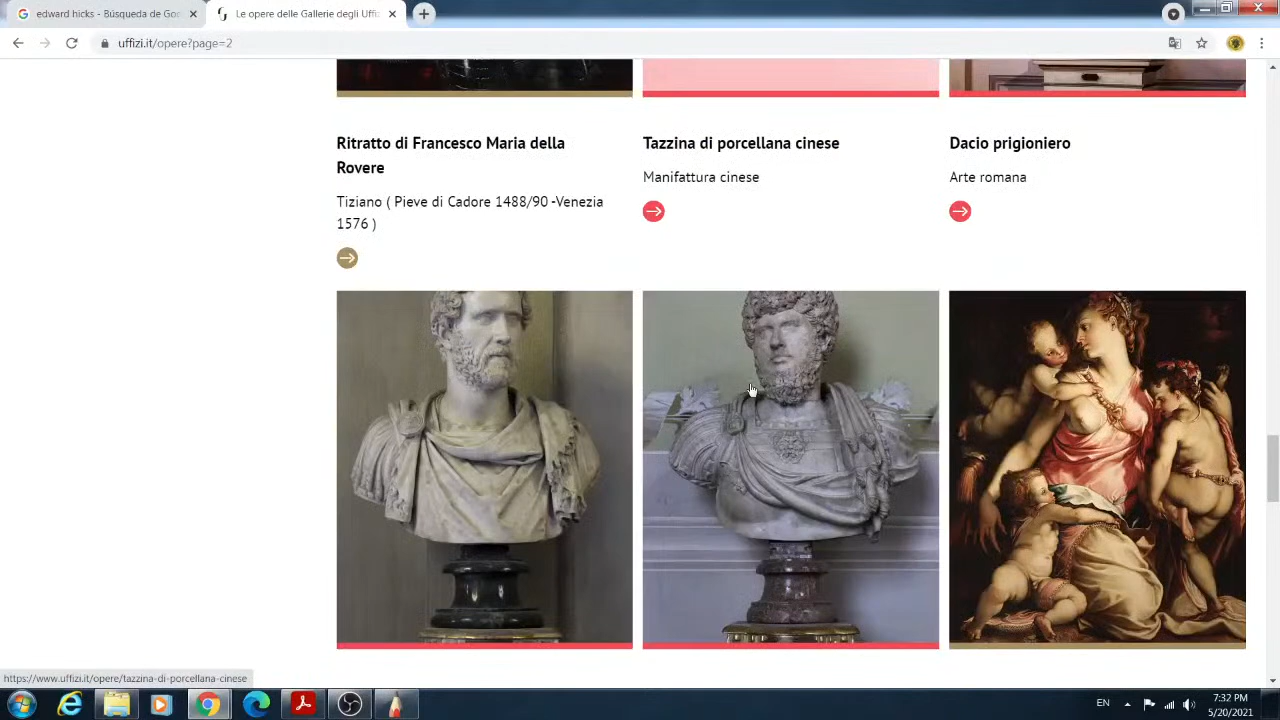 edward hicks - Búsqueda de Goo
Le opere delle Gallerie degli Uffiz
uffizi.it/opere?page=2
Ritratto di Francesco Maria della
Rovere
Tiziano ( Pieve di Cadore 1488/90 -Venezia
1576 )
Tazzina di porcellana cinese
Manifattura cinese
Dacio prigioniero
Arte romana
https://www.uffizi.it/opere/tazzina-di-porcellana-cinese
EN
7:32 PM
5/20/2021